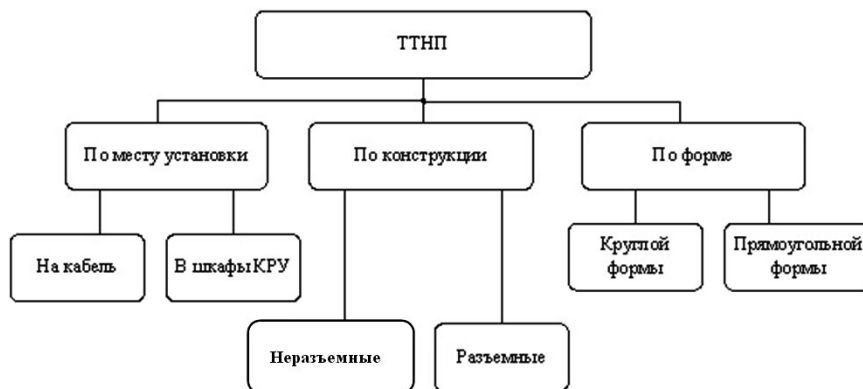 ТТНП
По месту установки
По конструкции
По форме
На кабель
В шкафы КРУ
Круглой
формы
Прямоугольной
формы
Неразъемные
Разъемные